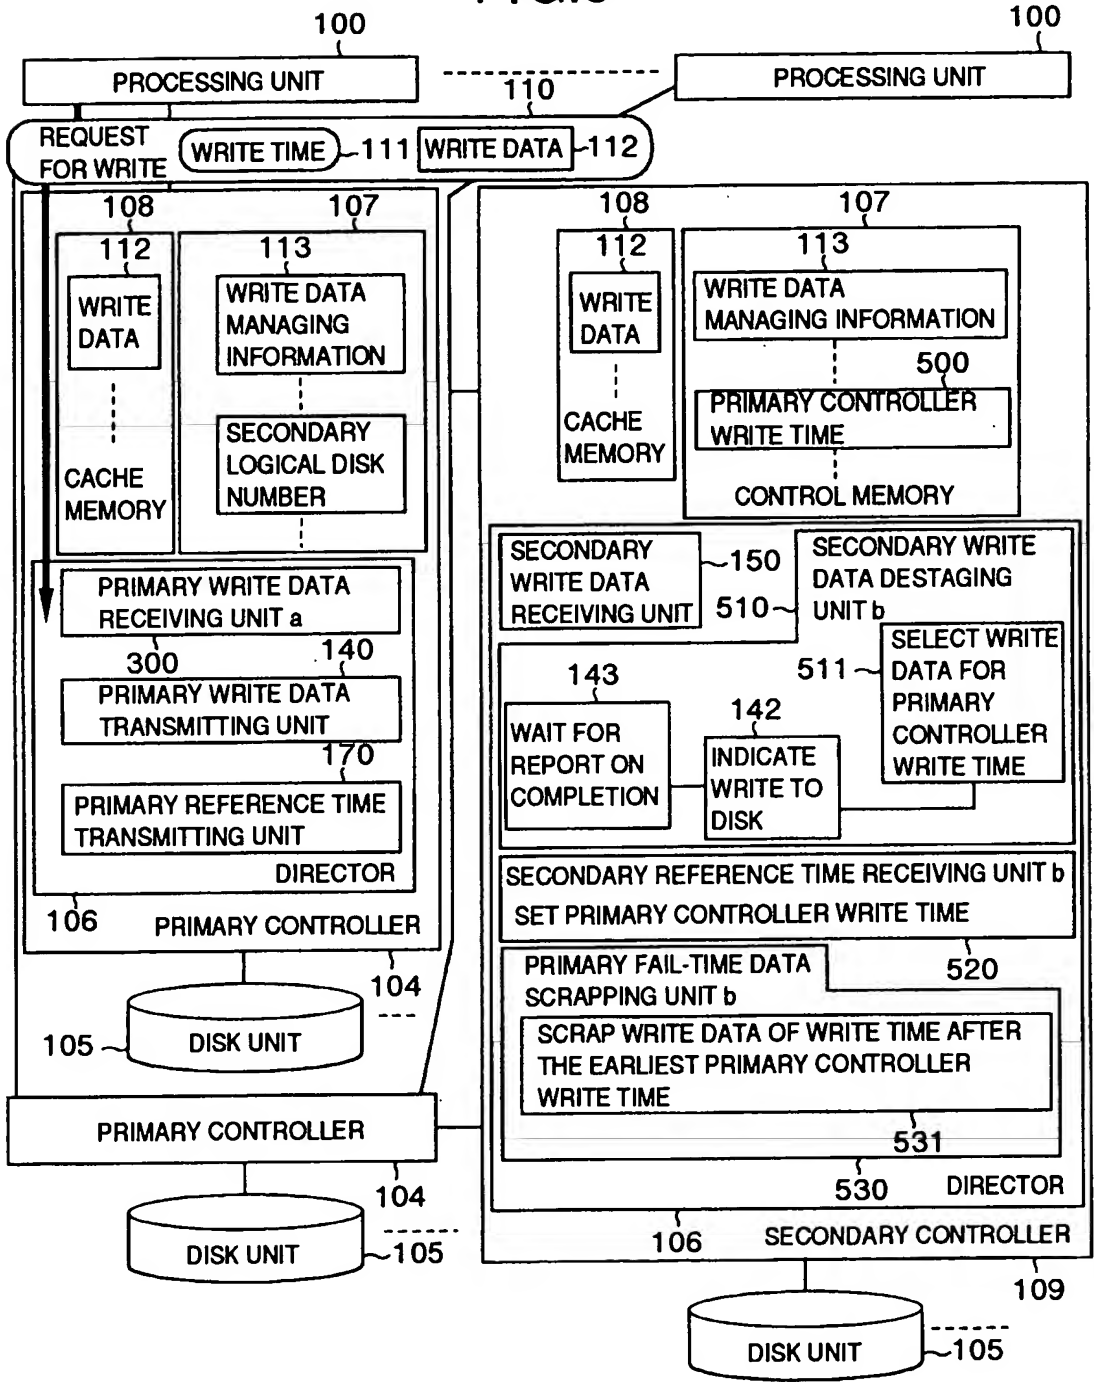 100
100
PROCESSING UNIT
PROCESSING UNIT
110
REQUEST
FOR WRITE
WRITE TIME
111
WRITE DATA
112
108
107
112
113
WRITE
DATA
WRITE DATA
MANAGING
INFORMATION
SECONDARY
LOGICAL DISK
NUMBER
CACHE
MEMORY
PRIMARY WRITE DATA
RECEIVING UNIT a
300
140
PRIMARY WRITE DATA
TRANSMITTING UNIT
170
PRIMARY REFERENCE TIME
TRANSMITTING UNIT
DIRECTOR
106
PRIMARY CONTROLLER
104
105
DISK UNIT
PRIMARY CONTROLLER
104
DISK UNIT
105
108
107
112
113
WRITE
DATA
WRITE DATA
MANAGING INFORMATION
500
PRIMARY CONTROLLER
WRITE TIME
CACHE
MEMORY
CONTROL MEMORY
SECONDARY
WRITE DATA
RECEIVING UNIT
150
510
SECONDARY WRITE
DATA DESTAGING
UNIT b
511
SELECT WRITE
DATA FOR
PRIMARY
CONTROLLER
WRITE TIME
143
WAIT FOR
REPORT ON
COMPLETION
142
INDICATE
WRITE TO
DISK
SECONDARY REFERENCE TIME RECEIVING UNIT b
SET PRIMARY CONTROLLER WRITE TIME
520
PRIMARY FAIL-TIME DATA
SCRAPPING UNIT b
SCRAP WRITE DATA OF WRITE TIME AFTER
THE EARLIEST PRIMARY CONTROLLER
WRITE TIME
531
530
DIRECTOR
106
SECONDARY CONTROLLER
109
DISK UNIT
105